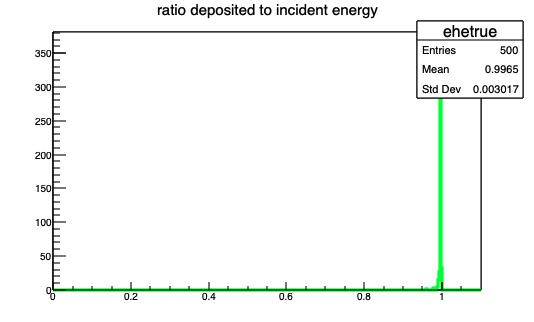 ratio deposited to incident energy
ehetrue
Entries 500
Mean 0.9965
Std Dev 0.003017
350
300
250
200
150
100
50
0
0 0.2 0.4 0.6 0.8 1